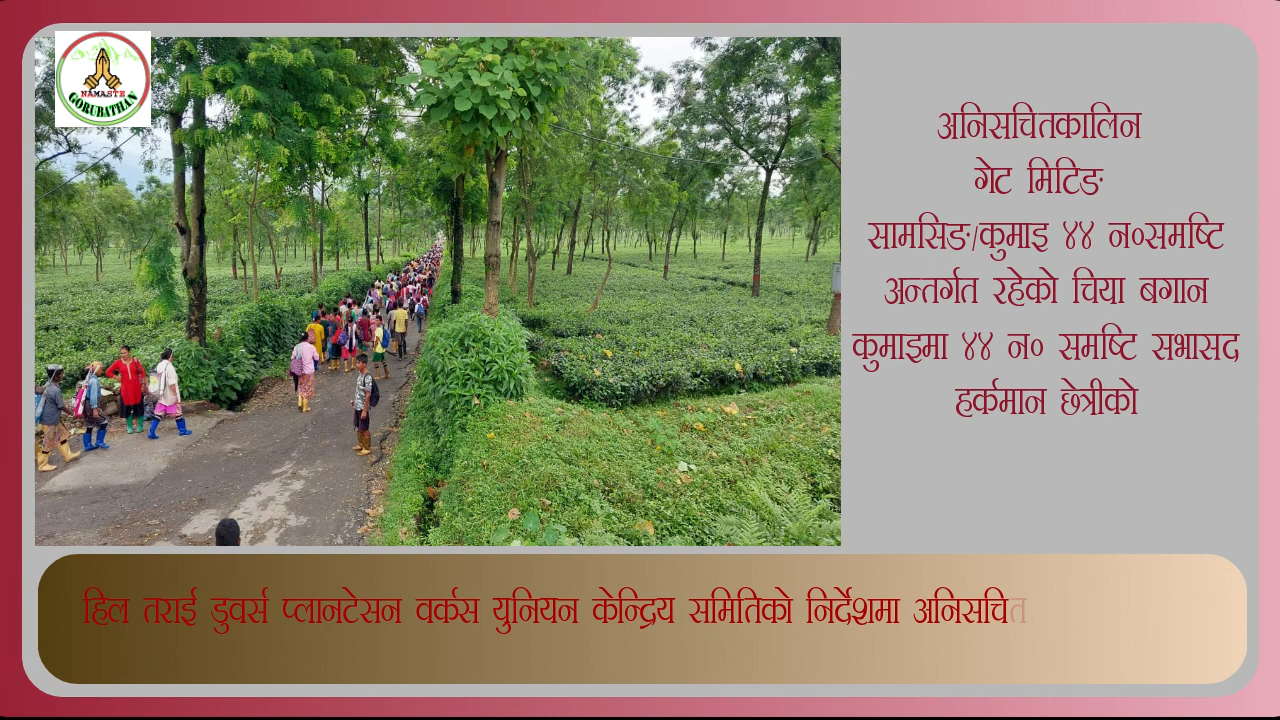 NAMASTE
GORUBATHAN
अनिसचितकालिन
गेट मिटिङ
सामसिङ/कुमाइ ४४ न०समष्टि
अन्तर्गत रहेको चिया बगान
कुमाइमा ४४ न० समष्टि सभासद
हर्कमान छेत्रीको
हिल तराई डुवर्स प्लानटेसन वर्कस युनियन केन्द्रिय समितिको निर्देशमा अनिसचित